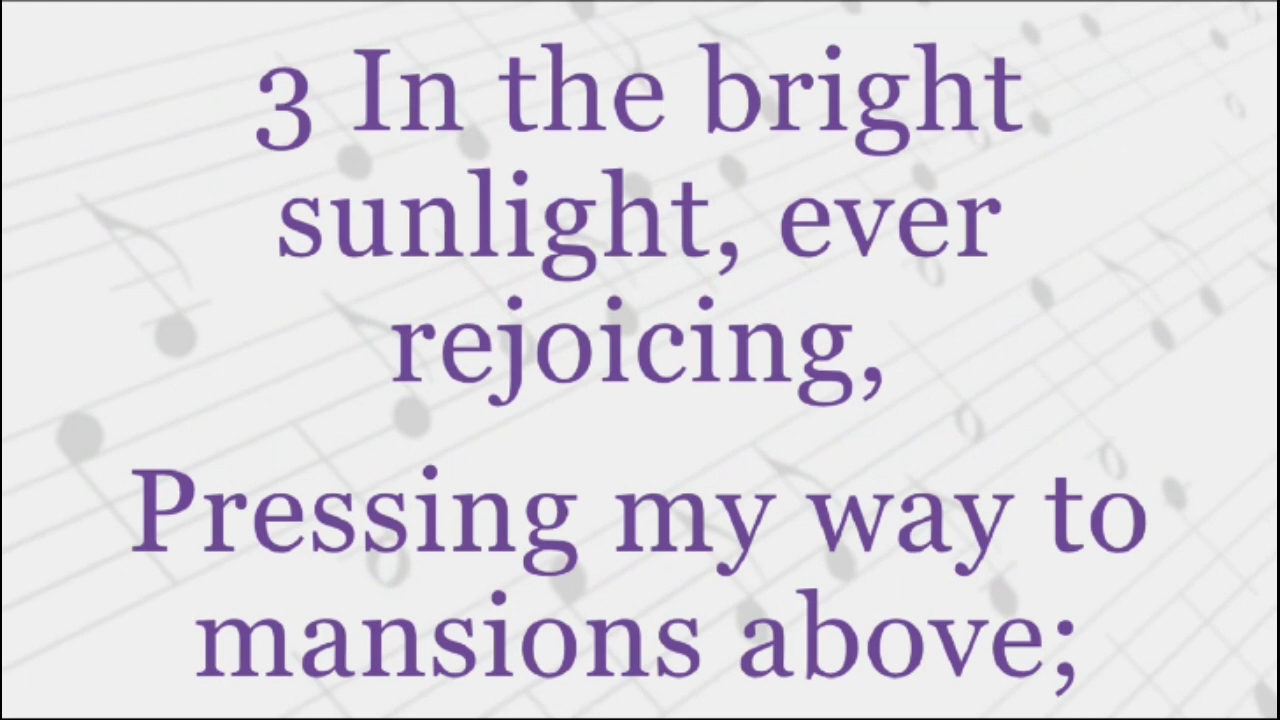 3 In the bright
sunlight, ever
rejoicing,
Pressing my way to
mansions above;